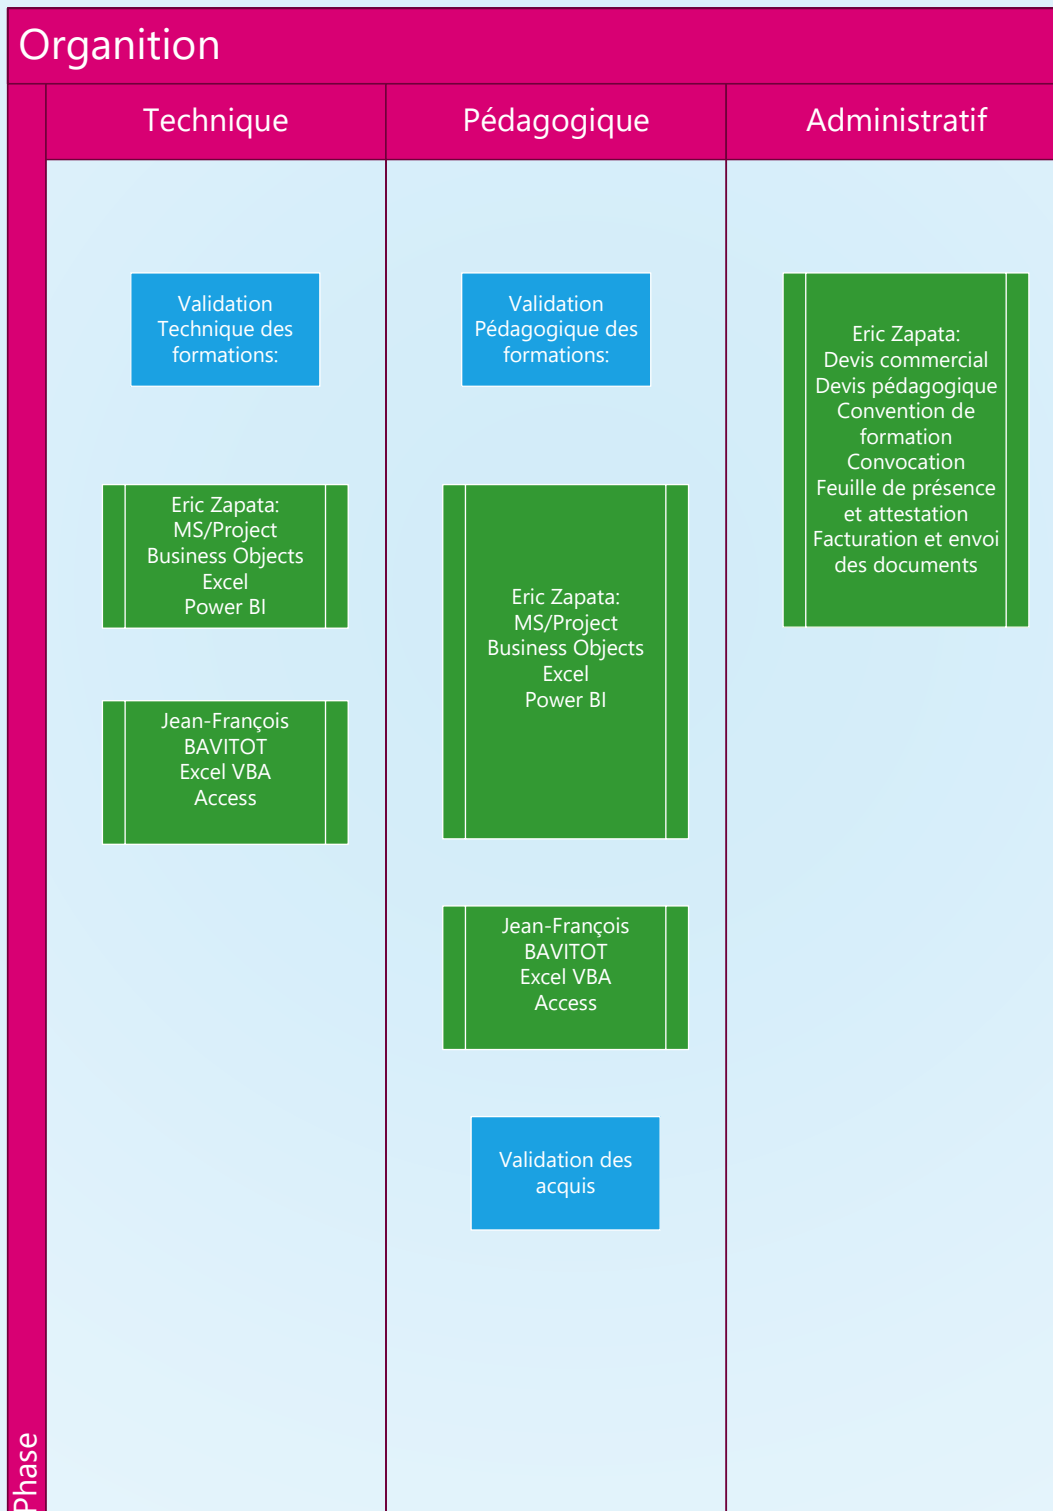 Organition
Technique
Pédagogique
Administratif
Validation
Technique des
formations:
Eric Zapata:
MS/Project
Business Objects
Excel
Power BI
Jean-François
BAVITOT
Excel VBA
Access
Validation
Pédagogique des
formations:
Eric Zapata:
MS/Project
Business Objects
Excel
Power BI
Jean-François
BAVITOT
Excel VBA
Access
Validation des
acquis
Eric Zapata:
Devis commercial
Devis pédagogique
Convention de
formation
Convocation
Feuille de présence
et attestation
Facturation et envoi
des documents
Phase